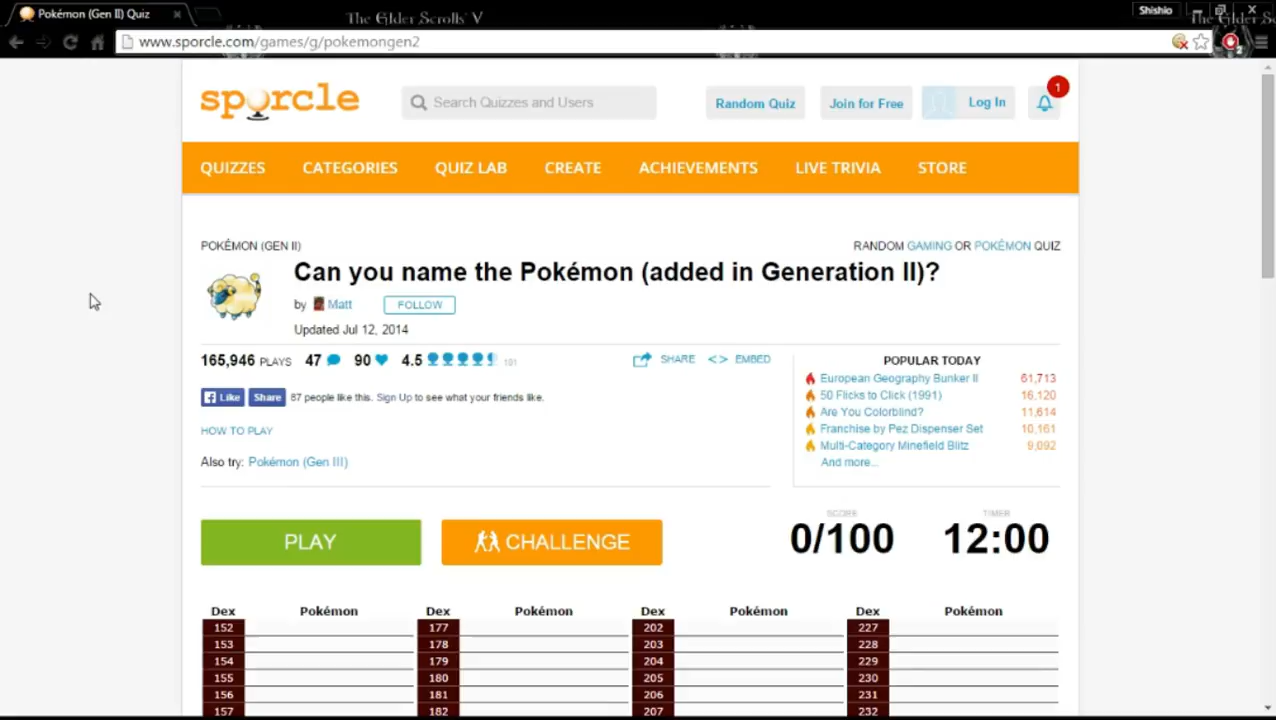 Pokémon (Gen II) Quiz
The Elder Scrolls V
Shishio
The Elder Sc
www.sporcle.com/games/g/pokemongen2
2
sporcle
Search Quizzes and Users
Random Quiz
Join for Free
Log In
1
QUIZZES CATEGORIES QUIZ LAB CREATE ACHIEVEMENTS LIVE TRIVIA STORE
POKÉMON (GEN II)
RANDOM GAMING OR POKÉMON QUIZ
Can you name the Pokémon (added in Generation II)?
by Matt FOLLOW
Updated Jul 12, 2014
165,946 PLAYS 47 90 4.5 191
SHARE <> EMBED
Like Share 87 people like this. Sign Up to see what your friends like.
HOW TO PLAY
Also try: Pokémon (Gen III)
POPULAR TODAY
European Geography Bunker II 61,713
50 Flicks to Click (1991) 16,120
Are You Colorblind? 11,614
Franchise by Pez Dispenser Set 10,161
Multi-Category Minefield Blitz 9,092
And more...
PLAY
CHALLENGE
SCORE
0/100
TIMER
12:00
Dex Pokémon Dex Pokémon Dex Pokémon Dex Pokémon
152 177 202 227
153 178 203 228
154 179 204 229
155 180 205 230
156 181 206 231
157 182 207 232